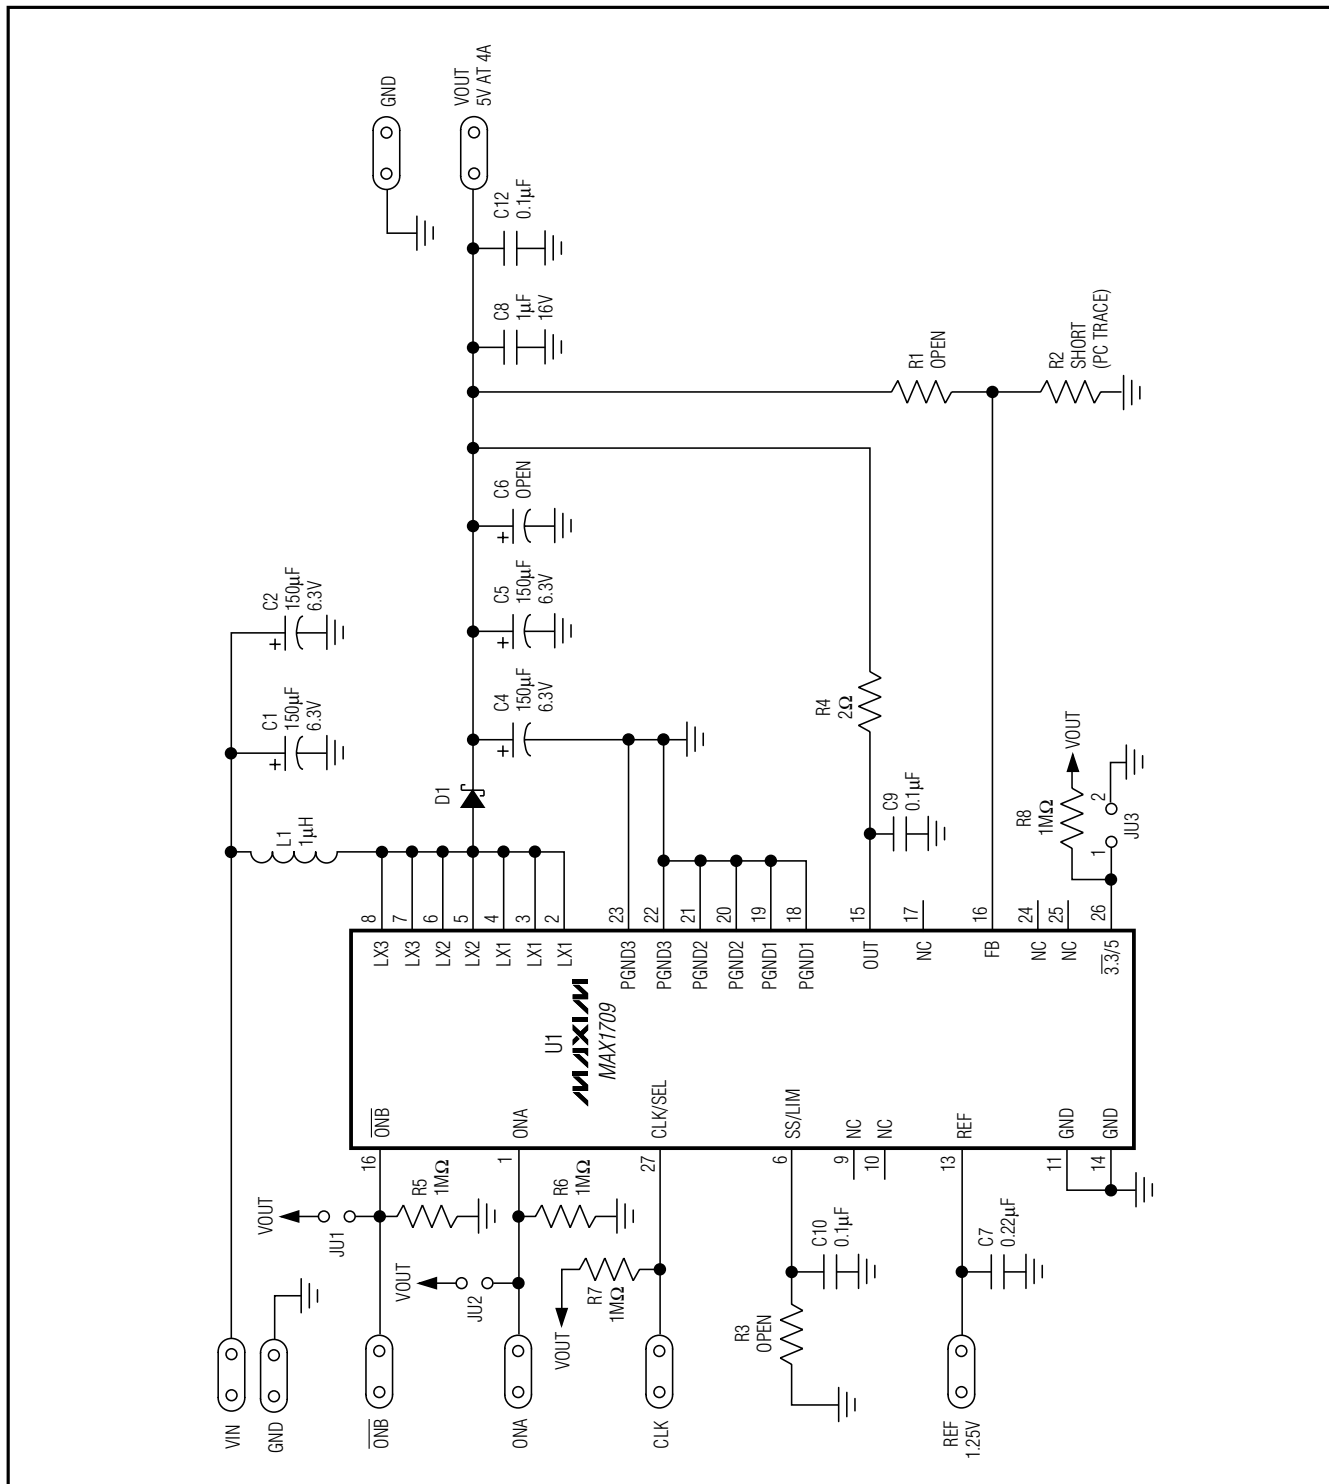 GND
VOUT
5V AT 4A
C12
0.1µF
C8
1µF
16V
R1
OPEN
R2
SHORT
(PC TRACE)
C6
OPEN
C5
150µF
6.3V
C4
150µF
6.3V
C2
150µF
6.3V
C1
150µF
6.3V
L1
1µH
D1
R4
2Ω
C9
0.1µF
R8
1MΩ
VOUT
1
2
JU3
8
7
6
5
4
3
2
23
22
21
20
19
18
15
17
16
24
25
26
LX3
LX3
LX2
LX2
LX1
LX1
LX1
PGND3
PGND3
PGND2
PGND2
PGND1
PGND1
OUT
NC
FB
NC
NC
3.3/5
U1
MAXIM
MAX1709
ONB
ONA
CLK/SEL
SS/LIM
NC
NC
REF
GND
GND
16
1
27
6
9
10
13
11
14
VOUT
JU1
R5
1MΩ
VOUT
JU2
R6
1MΩ
VOUT
R7
1MΩ
C10
0.1µF
R3
OPEN
C7
0.22µF
VIN
GND
ONB
ONA
CLK
REF
1.25V